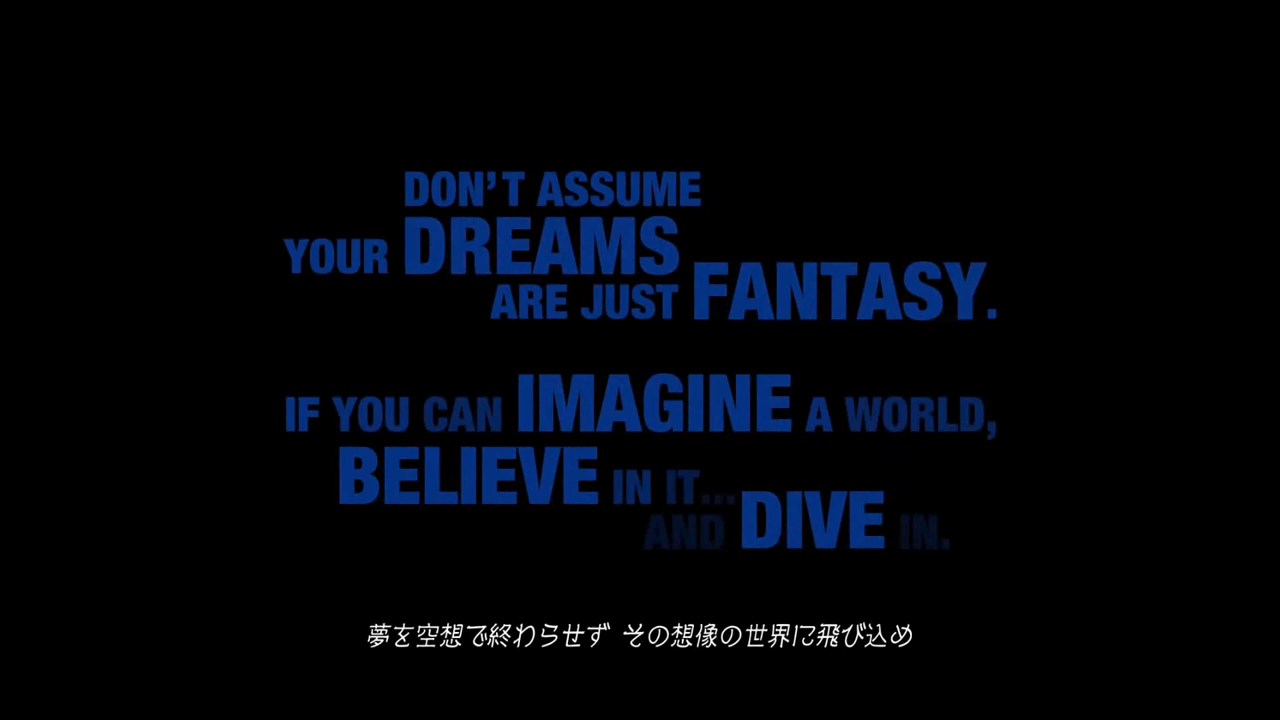 DON'T ASSUME
YOUR DREAMS
ARE JUST FANTASY.
IF YOU CAN IMAGINE A WORLD,
BELIEVE IN IT...
AND DIVE IN.
夢を空想で終わらせず その想像の世界に飛び込め